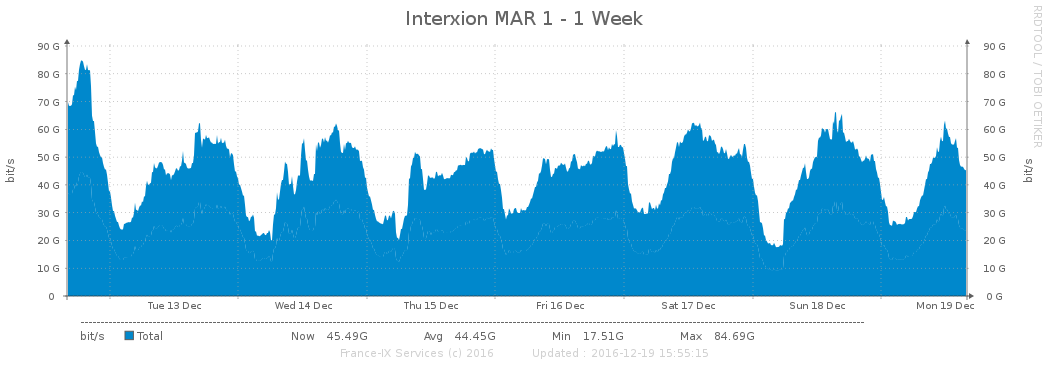 Interxion MAR 1 - 1 Week
RRDTOOL / TOBI OETIKER
90 G 90 G
80 G 80 G
70 G 70 G
60 G 60 G
50 G 50 G
40 G 40 G
30 G 30 G
20 G 20 G
10 G 10 G
0 0 G
bit/s
bit/s
Tue 13 Dec Wed 14 Dec Thu 15 Dec Fri 16 Dec Sat 17 Dec Sun 18 Dec Mon 19 Dec
bit/s Total Now 45.49G Avg 44.45G Min 17.51G Max 84.69G
France-IX Services (c) 2016 Updated : 2016-12-19 15:55:15